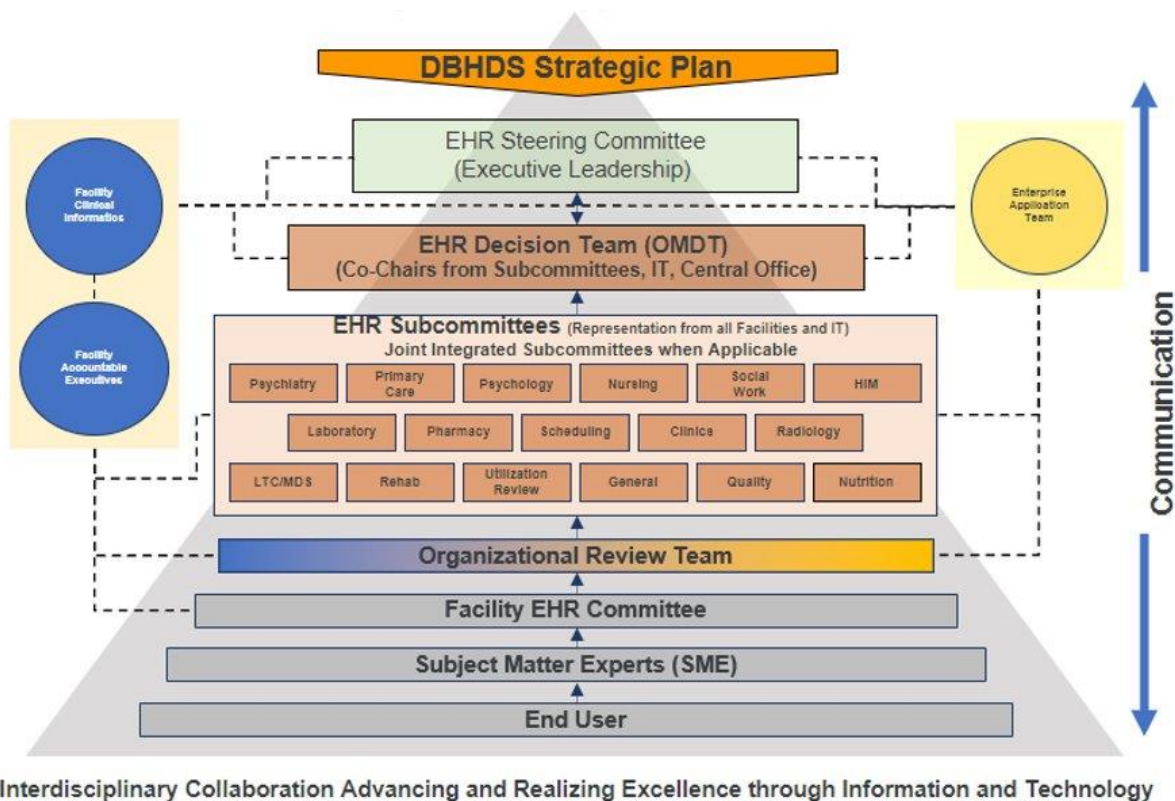 DBHDS Strategic Plan
EHR Steering Committee
(Executive Leadership)
Facility
Clinical
Informatics
Enterprise
Application
Team
EHR Decision Team (OMDT)
(Co-Chairs from Subcommittees, IT, Central Office)
Facility
Accountable
Executives
EHR Subcommittees (Representation from all Facilities and IT)
Joint Integrated Subcommittees when Applicable
Psychiatry
Primary
Care
Psychology
Nursing
Social
Work
HIM
Laboratory
Pharmacy
Scheduling
Clinics
Radiology
LTC/MDS
Rehab
Utilization
Review
General
Quality
Nutrition
Organizational Review Team
Facility EHR Committee
Subject Matter Experts (SME)
End User
Communication
Interdisciplinary Collaboration Advancing and Realizing Excellence through Information and Technology